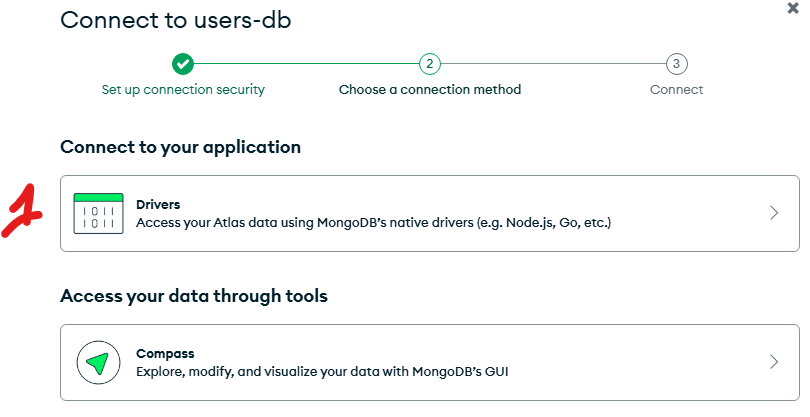 Connect to users-db
2
3
Set up connection security
Choose a connection method
Connect
Connect to your application
1
Drivers
1011
1011
Access your Atlas data using MongoDB's native drivers (e.g. Node.js, Go, etc.)
Access your data through tools
Compass
Explore, modify, and visualize your data with MongoDB's GUI